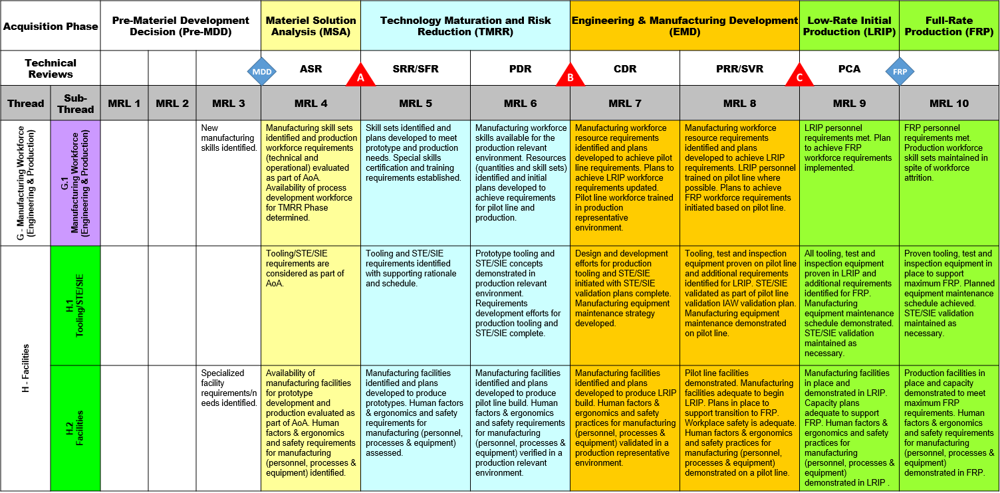 Acquisition Phase
Pre-Materiel Development
Decision (Pre-MDD)
Materiel Solution
Analysis (MSA)
Technology Maturation and Risk
Reduction (TMRR)
Engineering & Manufacturing Development
(EMD)
Low-Rate Initial
Production (LRIP)
Full-Rate
Production (FRP)
Technical
Reviews
MDD
ASR
A
SRR/SFR
PDR
B
CDR
PRR/SVR
C
PCA
FRP
Thread
Sub-
Thread
MRL 1
MRL 2
MRL 3
MRL 4
MRL 5
MRL 6
MRL 7
MRL 8
MRL 9
MRL 10
G - Manufacturing Workforce
(Engineering & Production)
G.1
Manufacturing Workforce
(Engineering & Production)
New
manufacturing
skills identified.
Manufacturing skill sets
identified and production
workforce requirements
(technical and
operational) evaluated
as part of AoA.
Availability of process
development workforce
for TMRR Phase
determined.
Skill sets identified and
plans developed to meet
prototype and production
needs. Special skills
certification and training
requirements established.
Manufacturing workforce
skills available for the
production relevant
environment. Resources
(quantities and skill sets)
identified and initial
plans developed to
achieve requirements
for pilot line and
production.
Manufacturing workforce
resource requirements
identified and plans
developed to achieve pilot
line requirements. Plans to
achieve LRIP workforce
requirements updated.
Pilot line workforce trained
in production
representative
environment.
Manufacturing workforce
resource requirements
identified and plans
developed to achieve LRIP
requirements. LRIP personnel
trained on pilot line where
possible. Plans to achieve
FRP workforce requirements
initiated based on pilot line.
LRIP personnel
requirements met. Plan
to achieve FRP
workforce requirements
implemented.
FRP personnel
requirements met.
Production workforce
skill sets maintained in
spite of workforce
attrition.
H - Facilities
H.1
Tooling/STE/SIE
Tooling/STE/SIE
requirements are
considered as part of
AoA.
Tooling and STE/SIE
requirements identified
with supporting rationale
and schedule.
Prototype tooling and
STE/SIE concepts
demonstrated in
production relevant
environment.
Requirements
development efforts for
production tooling and
STE/SIE complete.
Design and development
efforts for production
tooling and STE/SIE
initiated with STE/SIE
validation plans complete.
Manufacturing equipment
maintenance strategy
developed.
Tooling, test and inspection
equipment proven on pilot line
and additional requirements
identified for LRIP. STE/SIE
validated as part of pilot line
validation IAW validation plan.
Manufacturing equipment
maintenance demonstrated
on pilot line.
All tooling, test and
inspection equipment
proven in LRIP and
additional requirements
identified for FRP.
Manufacturing
equipment maintenance
schedule demonstrated.
STE/SIE validation
maintained as
necessary.
Proven tooling, test and
inspection equipment in
place to support
maximum FRP. Planned
equipment maintenance
schedule achieved.
STE/SIE validation
maintained as
necessary.
H.2
Facilities
Specialized
facility
requirements/n
eeds identified.
Availability of
manufacturing facilities
for prototype
development and
production evaluated as
part of AoA. Human
factors & ergonomics
and safety requirements
for manufacturing
(personnel, processes &
equipment) identified.
Manufacturing facilities
identified and plans
developed to produce
prototypes. Human factors
& ergonomics and safety
requirements for
manufacturing (personnel,
processes & equipment)
assessed.
Manufacturing facilities
identified and plans
developed to produce
pilot line build. Human
factors & ergonomics
and safety requirements
for manufacturing
(personnel, processes &
equipment) verified in a
production relevant
environment.
Manufacturing facilities
identified and plans
developed to produce LRIP
build. Human factors &
ergonomics and safety
practices for manufacturing
(personnel, processes &
equipment) validated in a
production representative
environment.
Pilot line facilities
demonstrated. Manufacturing
facilities adequate to begin
LRIP. Plans in place to
support transition to FRP.
Workplace safety is adequate.
Human factors & ergonomics
and safety practices for
manufacturing (personnel,
processes & equipment)
demonstrated on a pilot line.
Manufacturing facilities
in place and
demonstrated in LRIP.
Capacity plans
adequate to support
FRP. Human factors &
ergonomics and safety
practices for
manufacturing
(personnel, processes &
equipment)
demonstrated in LRIP .
Production facilities in
place and capacity
demonstrated to meet
maximum FRP
requirements. Human
factors & ergonomics
and safety requirements
for manufacturing
(personnel, processes &
equipment)
demonstrated in FRP.